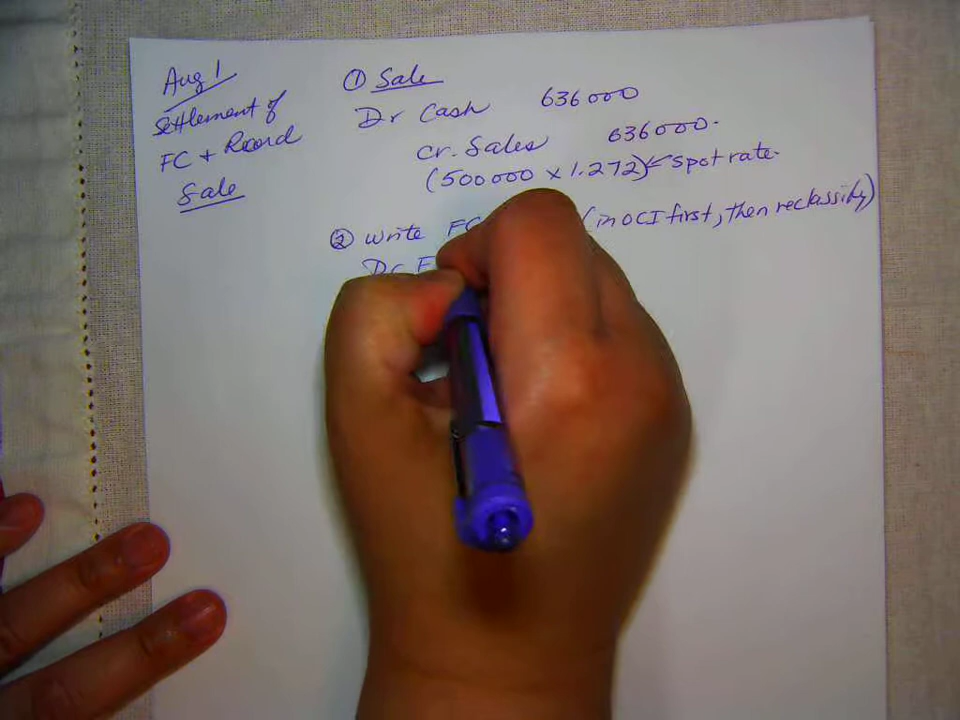 Aug 1
Settlement of
FC + Record
Sale
① Sale
Dr Cash 636000
Cr. Sales 636000.
(500000 x 1.272) ← Spot rate.
② Write FC (in OCI first, then reclassify)
Dr F